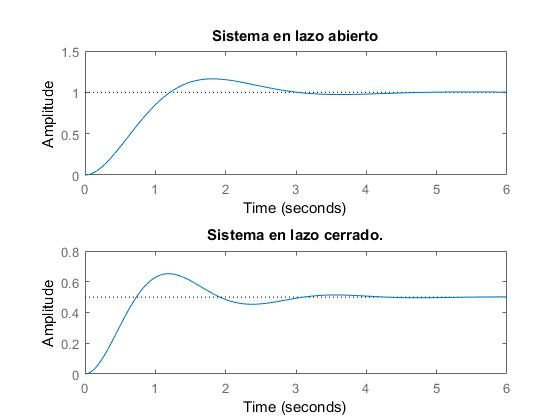 Sistema en lazo abierto
1.5
1
0.5
0
Amplitude
0 1 2 3 4 5 6
Time (seconds)
Sistema en lazo cerrado.
0.8
0.6
0.4
0.2
0
Amplitude
0 1 2 3 4 5 6
Time (seconds)